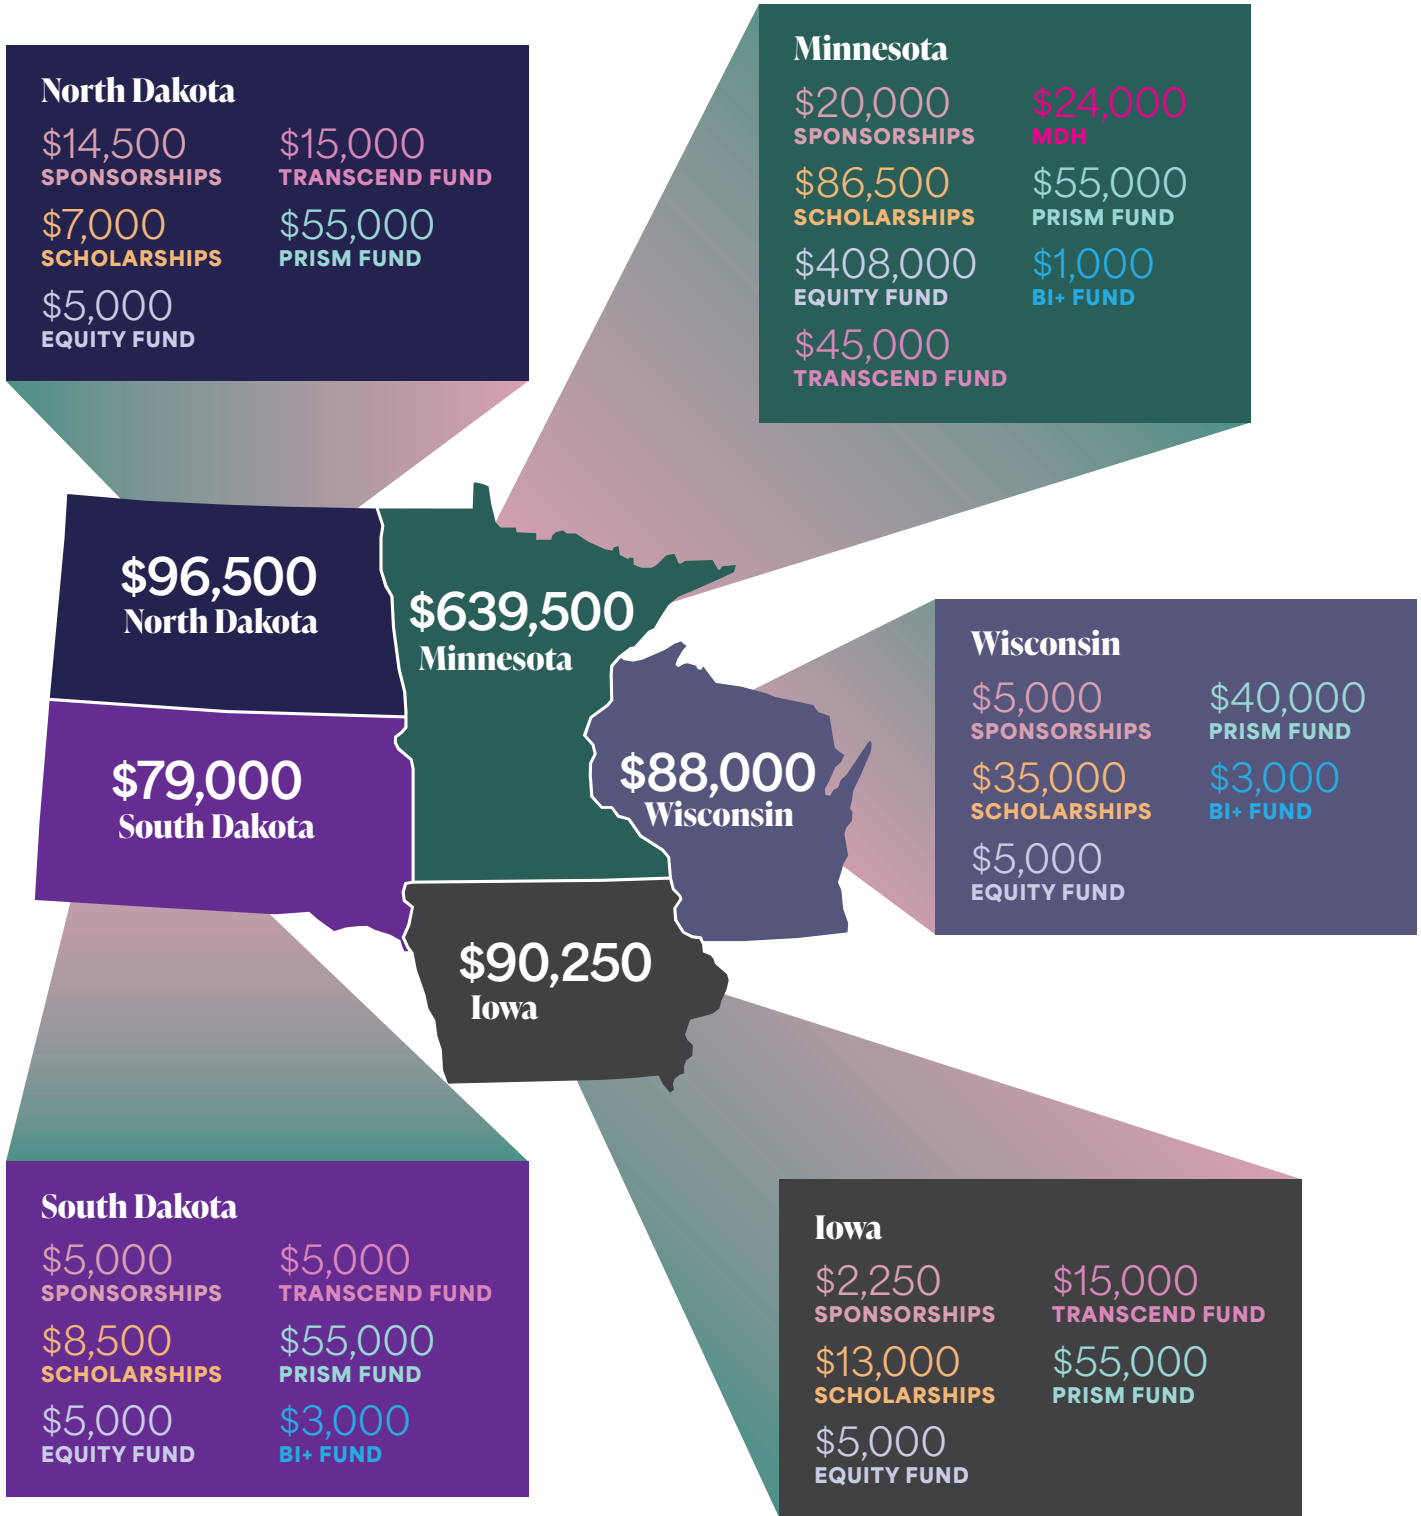 North Dakota
$14,500
SPONSORSHIPS
$15,000
TRANSCEND FUND
$7,000
SCHOLARSHIPS
$55,000
PRISM FUND
$5,000
EQUITY FUND
Minnesota
$20,000
SPONSORSHIPS
$24,000
MDH
$86,500
SCHOLARSHIPS
$55,000
PRISM FUND
$408,000
EQUITY FUND
$1,000
BI+ FUND
$45,000
TRANSCEND FUND
$96,500
North Dakota
$639,500
Minnesota
$79,000
South Dakota
$88,000
Wisconsin
$90,250
Iowa
Wisconsin
$5,000
SPONSORSHIPS
$40,000
PRISM FUND
$35,000
SCHOLARSHIPS
$3,000
BI+ FUND
$5,000
EQUITY FUND
South Dakota
$5,000
SPONSORSHIPS
$5,000
TRANSCEND FUND
$8,500
SCHOLARSHIPS
$55,000
PRISM FUND
$5,000
EQUITY FUND
$3,000
BI+ FUND
Iowa
$2,250
SPONSORSHIPS
$15,000
TRANSCEND FUND
$13,000
SCHOLARSHIPS
$55,000
PRISM FUND
$5,000
EQUITY FUND